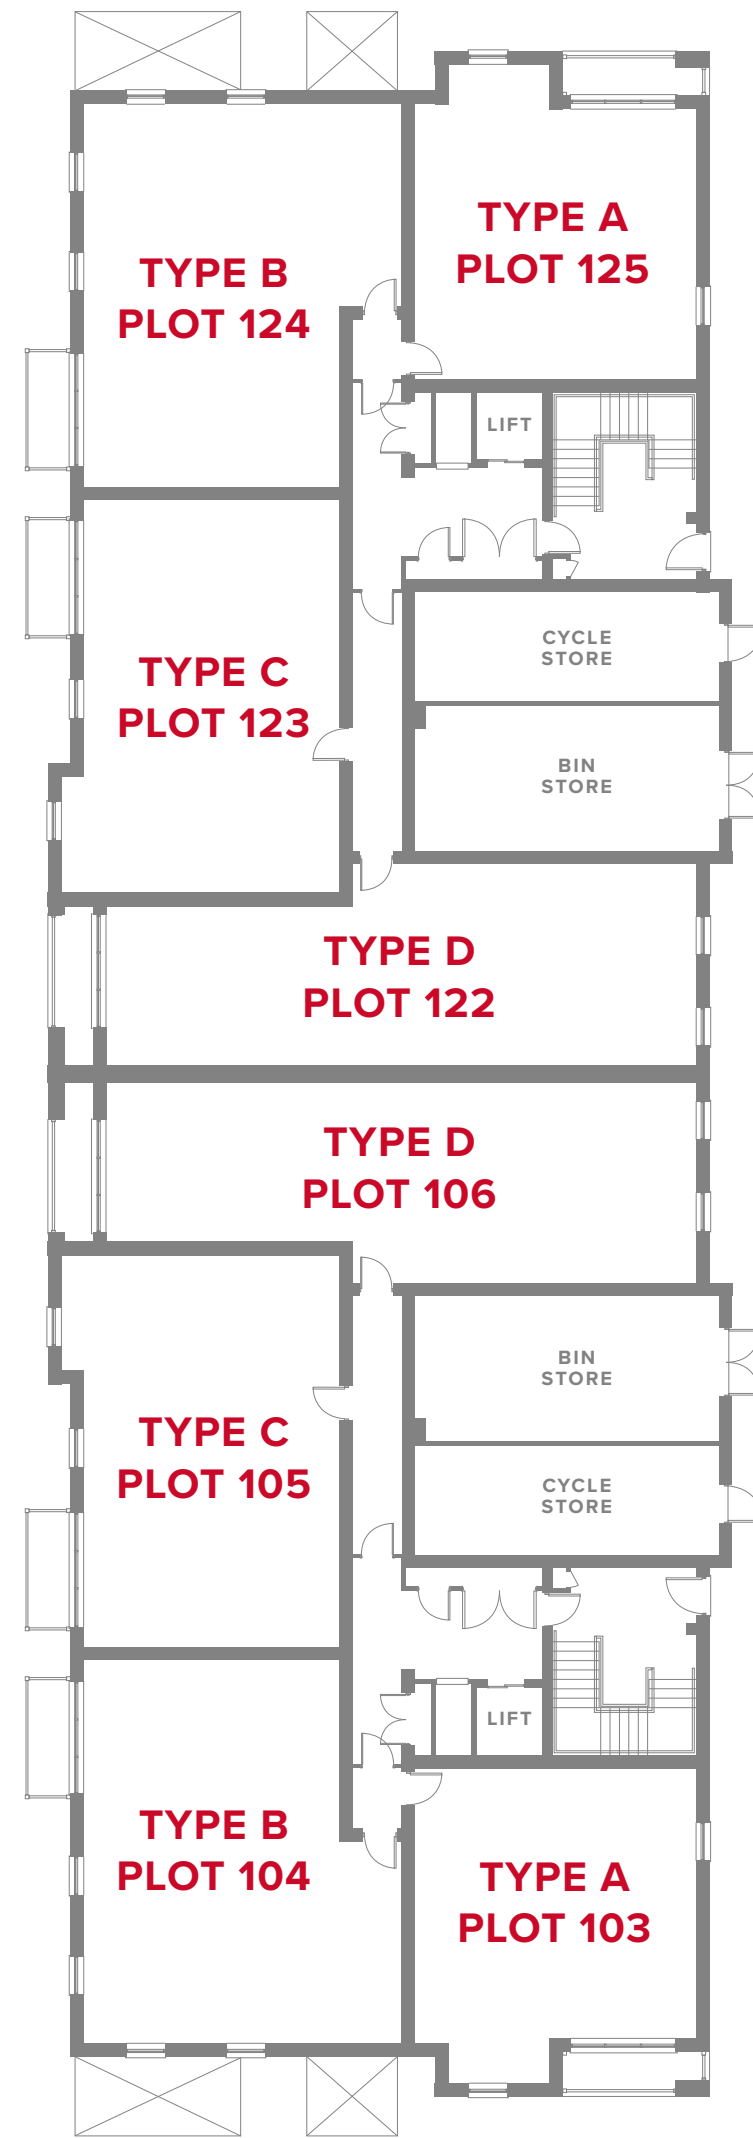 TYPE A
PLOT 125
TYPE B
PLOT 124
LIFT
CYCLE
STORE
TYPE C
PLOT 123
BIN
STORE
TYPE D
PLOT 122
TYPE D
PLOT 106
BIN
STORE
TYPE C
PLOT 105
CYCLE
STORE
LIFT
TYPE B
PLOT 104
TYPE A
PLOT 103